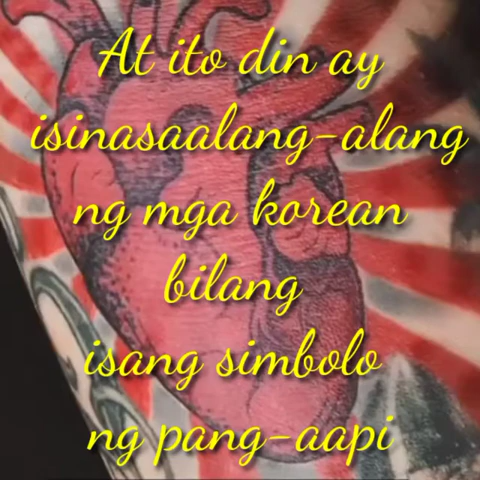 At ito din ay
isinasaalang-alang
ng mga korean
bilang
isang simbolo
ng pang-aapi